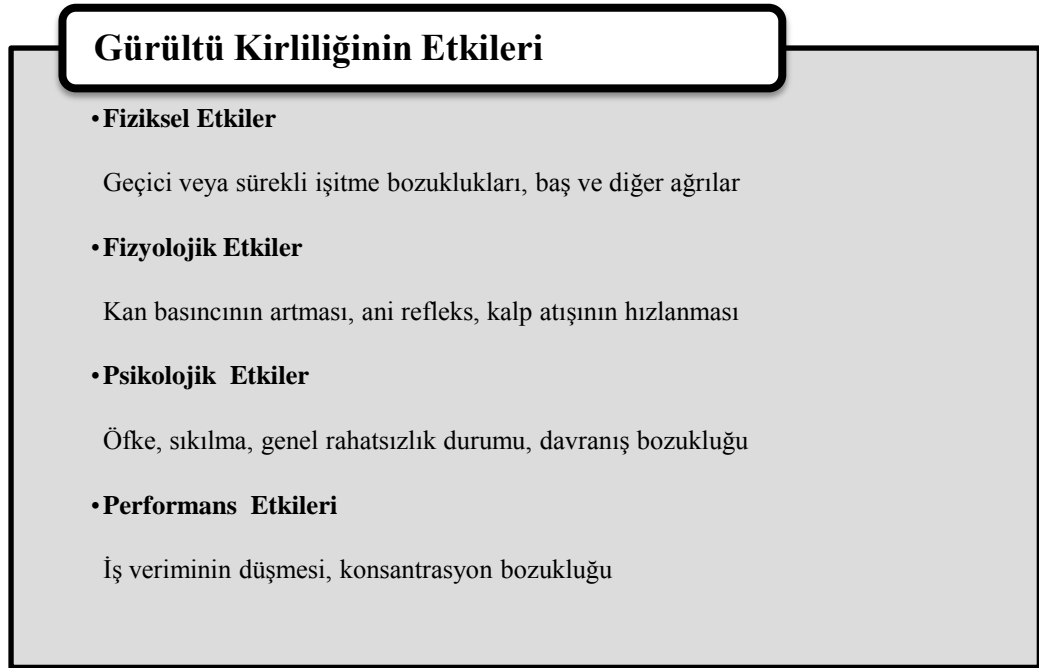 Gürültü Kirliliğinin Etkileri
•Fiziksel Etkiler
Geçici veya sürekli işitme bozuklukları, baş ve diğer ağrılar
•Fizyolojik Etkiler
Kan basıncının artması, ani refleks, kalp atışının hızlanması
•Psikolojik Etkiler
Öfke, sıkılma, genel rahatsızlık durumu, davranış bozukluğu
•Performans Etkileri
İş veriminin düşmesi, konsantrasyon bozukluğu